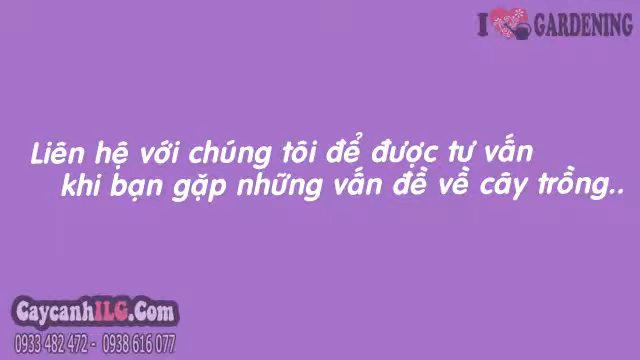 I GARDENING
Liên hệ với chúng tôi để được tư vấn
khi bạn gặp những vấn đề về cây trồng..
CaycanhILG.Com
0933 482 472 - 0938 616 077